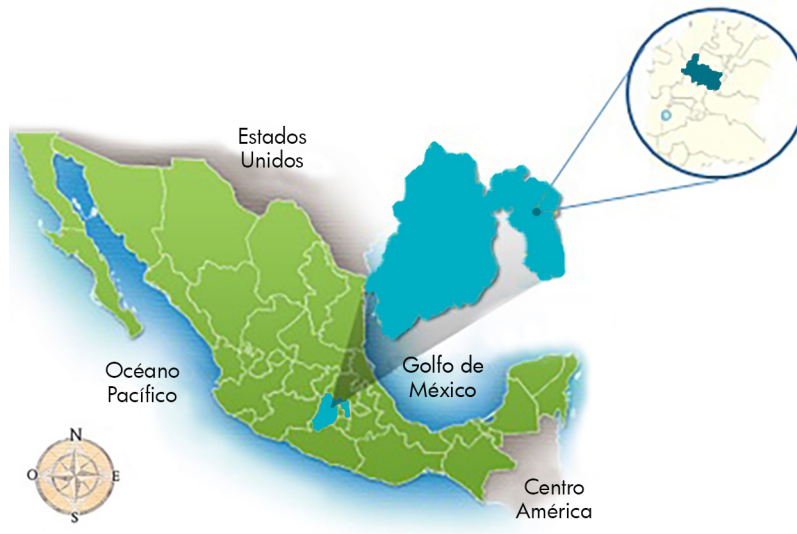 Estados
Unidos
Océano
Pacífico
Golfo de
México
N
O
E
S
Centro
América